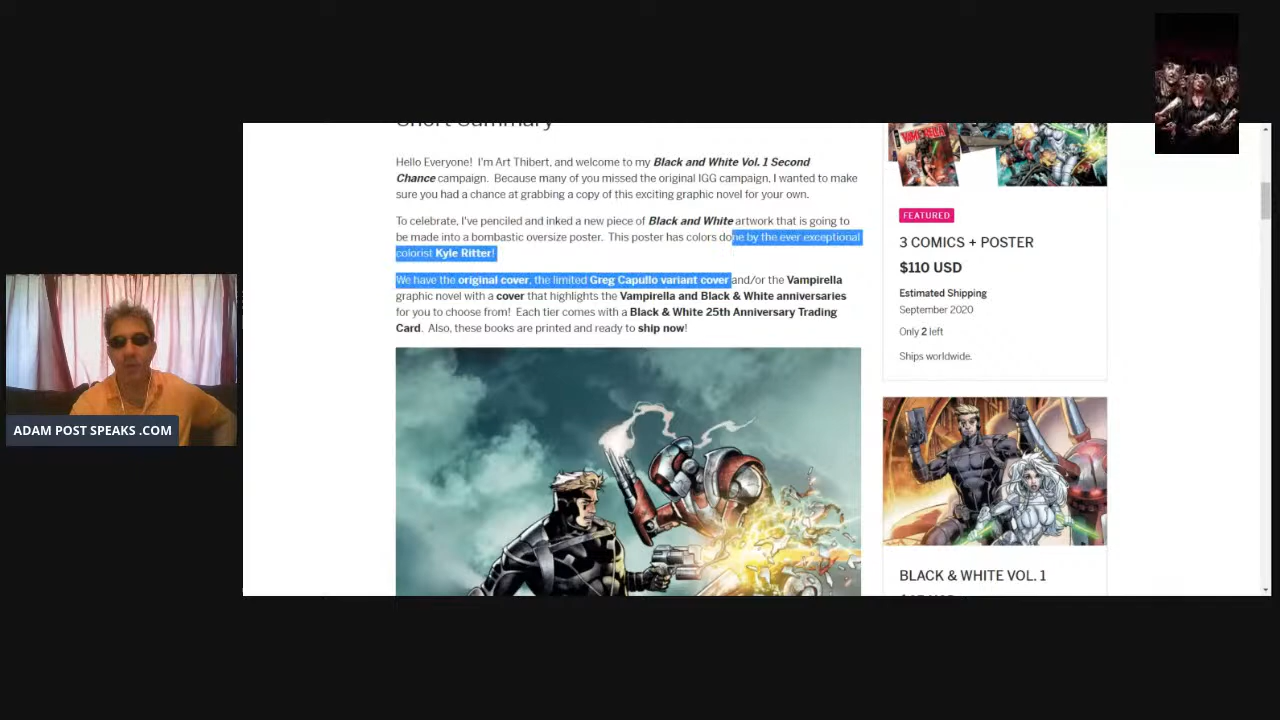 Short Summary
Hello Everyone!  I'm Art Thibert, and welcome to my Black and White Vol. 1 Second
Chance campaign.  Because many of you missed the original IGG campaign, I wanted to make
sure you had a chance at grabbing a copy of this exciting graphic novel for your own.
To celebrate, I've penciled and inked a new piece of Black and White artwork that is going to
be made into a bombastic oversize poster.  This poster has colors done by the ever exceptional
colorist Kyle Ritter!
We have the original cover, the limited Greg Capullo variant cover and/or the Vampirella
graphic novel with a cover that highlights the Vampirella and Black & White anniversaries
for you to choose from!  Each tier comes with a Black & White 25th Anniversary Trading
Card.  Also, these books are printed and ready to ship now!
FEATURED
3 COMICS + POSTER
$110 USD
Estimated Shipping
September 2020
Only 2 left
Ships worldwide.
BLACK & WHITE VOL. 1
ADAM POST SPEAKS .COM